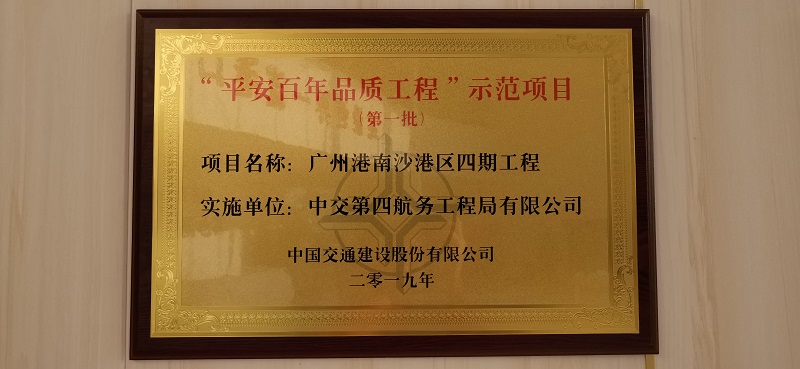 “平安百年品质工程”示范项目
（第一批）
项目名称：广州港南沙港区四期工程
实施单位：中交第四航务工程局有限公司
中国交通建设股份有限公司
二零一九年